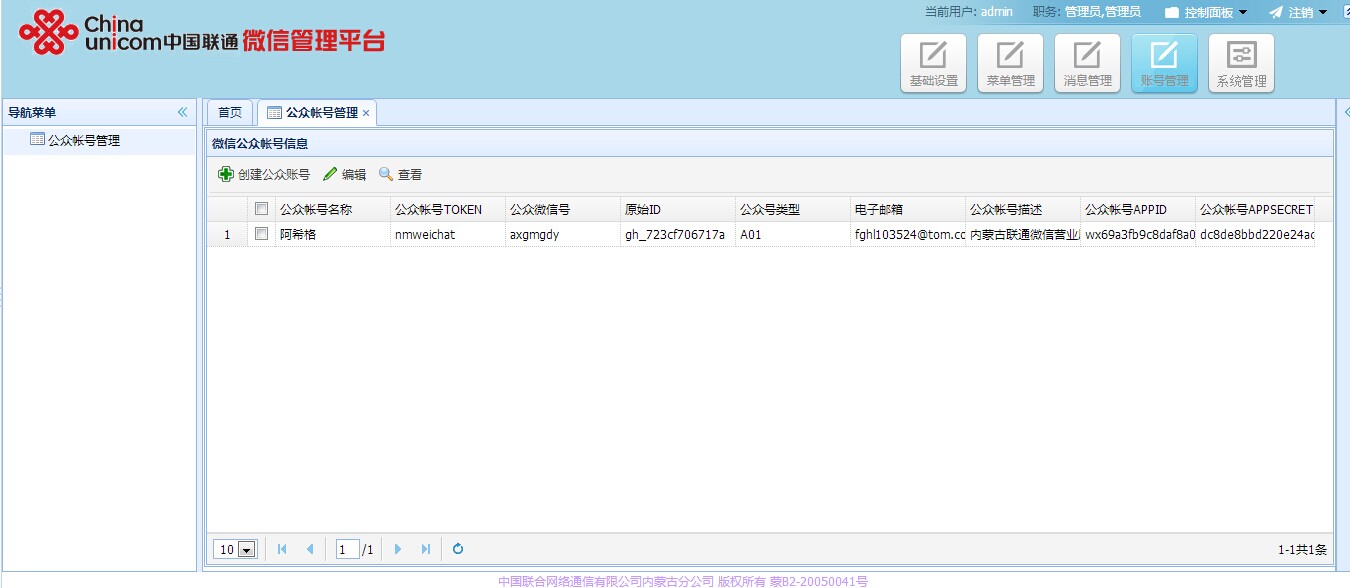 当前用户: admin 职务: 管理员,管理员 控制面板 注销
China unicom中国联通 微信管理平台
基础设置 菜单管理 消息管理 账号管理 系统管理
导航菜单
公众帐号管理
首页 公众帐号管理
微信公众帐号信息
创建公众账号 编辑 查看
公众帐号名称 公众帐号TOKEN 公众微信号 原始ID 公众号类型 电子邮箱 公众帐号描述 公众帐号APPID 公众帐号APPSECRET
1 阿希格 nmweichat axgmgdy gh_723cf706717a A01 fghl103524@tom.cc 内蒙古联通微信营业 wx69a3fb9c8daf8a0 dc8de8bbd220e24ac
10 1 /1 1-1共1条
中国联合网络通信有限公司内蒙古分公司 版权所有 蒙B2-20050041号